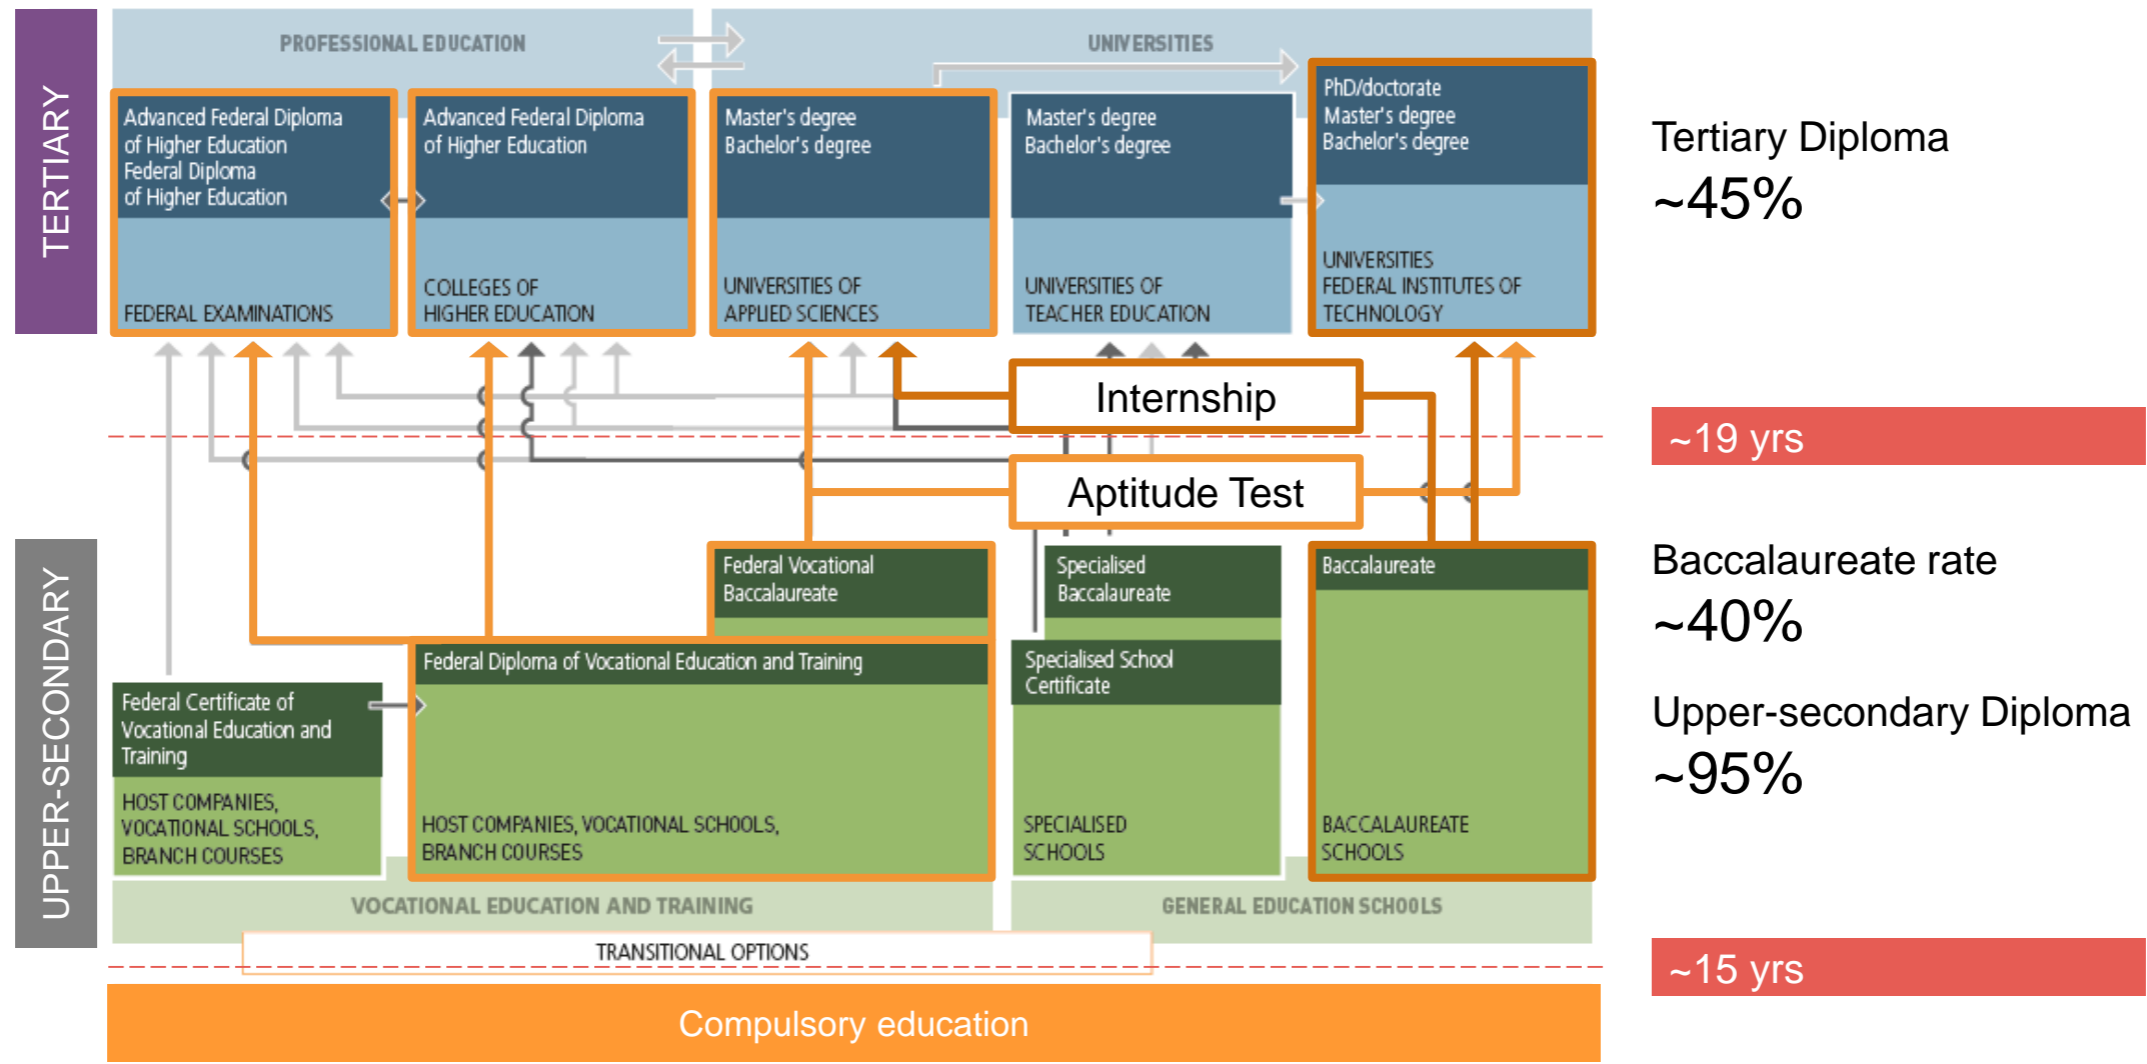 TERTIARY
PROFESSIONAL EDUCATION
UNIVERSITIES
Advanced Federal Diploma
of Higher Education
Federal Diploma
of Higher Education
FEDERAL EXAMINATIONS
Advanced Federal Diploma
of Higher Education
COLLEGES OF
HIGHER EDUCATION
Master's degree
Bachelor's degree
UNIVERSITIES OF
APPLIED SCIENCES
Master's degree
Bachelor's degree
UNIVERSITIES OF
TEACHER EDUCATION
PhD/doctorate
Master's degree
Bachelor's degree
UNIVERSITIES
FEDERAL INSTITUTES OF
TECHNOLOGY
Tertiary Diploma
~45%
Internship
~19 yrs
Aptitude Test
UPPER-SECONDARY
Federal Certificate of
Vocational Education and
Training
HOST COMPANIES,
VOCATIONAL SCHOOLS,
BRANCH COURSES
Federal Vocational
Baccalaureate
Federal Diploma of Vocational Education and Training
HOST COMPANIES, VOCATIONAL SCHOOLS,
BRANCH COURSES
Specialised
Baccalaureate
Specialised School
Certificate
SPECIALISED
SCHOOLS
Baccalaureate
BACCALAUREATE
SCHOOLS
Baccalaureate rate
~40%
Upper-secondary Diploma
~95%
VOCATIONAL EDUCATION AND TRAINING
GENERAL EDUCATION SCHOOLS
TRANSITIONAL OPTIONS
~15 yrs
Compulsory education